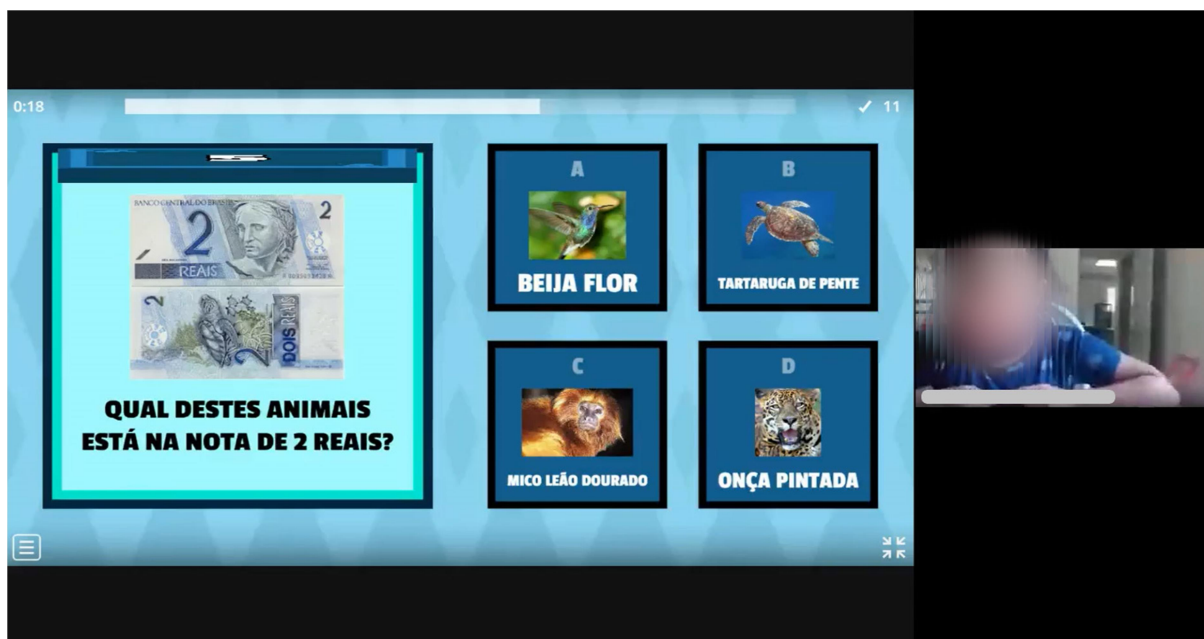 0:18
✓ 11
BANCO CENTRAL DO BRASIL
2
2
REAIS
2
2
DOIS REAIS
QUAL DESTES ANIMAIS
ESTÁ NA NOTA DE 2 REAIS?
A
BEIJA FLOR
B
TARTARUGA DE PENTE
C
MICO LEÃO DOURADO
D
ONÇA PINTADA